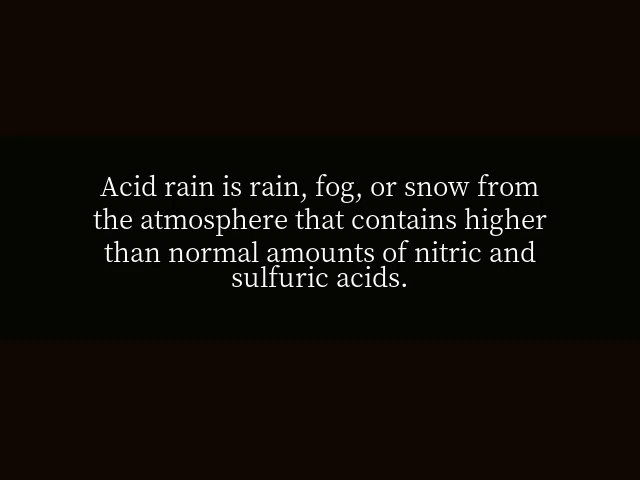 Acid rain is rain, fog, or snow from
the atmosphere that contains higher
than normal amounts of nitric and
sulfuric acids.